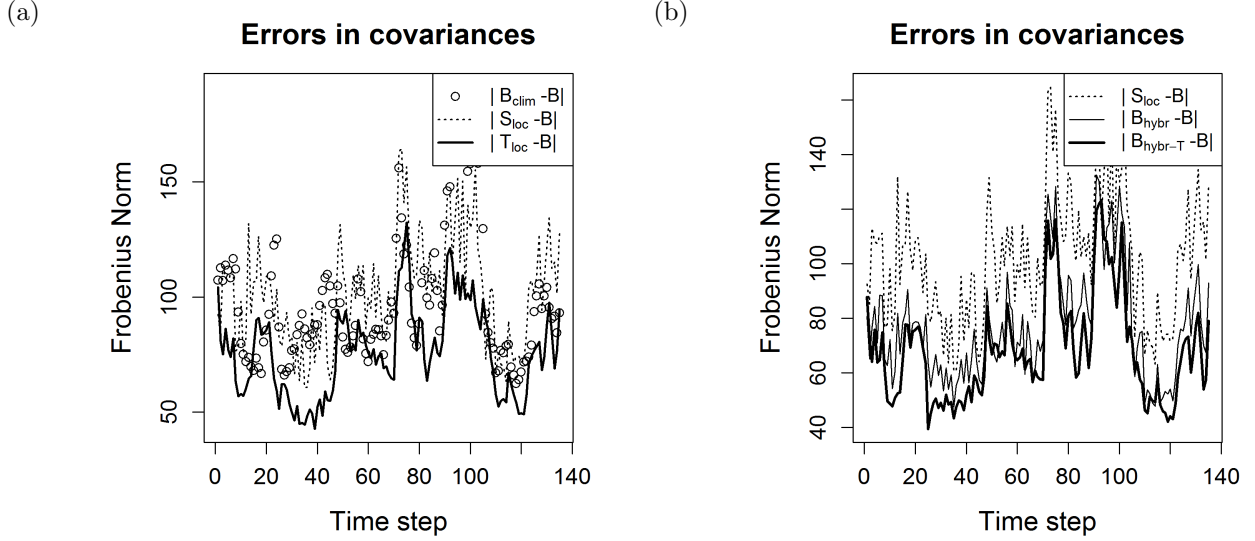 (a)
Errors in covariances
| B_clim -B|
| S_loc -B|
| T_loc -B|
Frobenius Norm
50
100
150
0 20 40 60 80 100 140
Time step
(b)
Errors in covariances
| S_loc -B|
| B_hybr -B|
| B_hybr−T -B|
Frobenius Norm
40 60 80 100 140
0 20 40 60 80 100 140
Time step